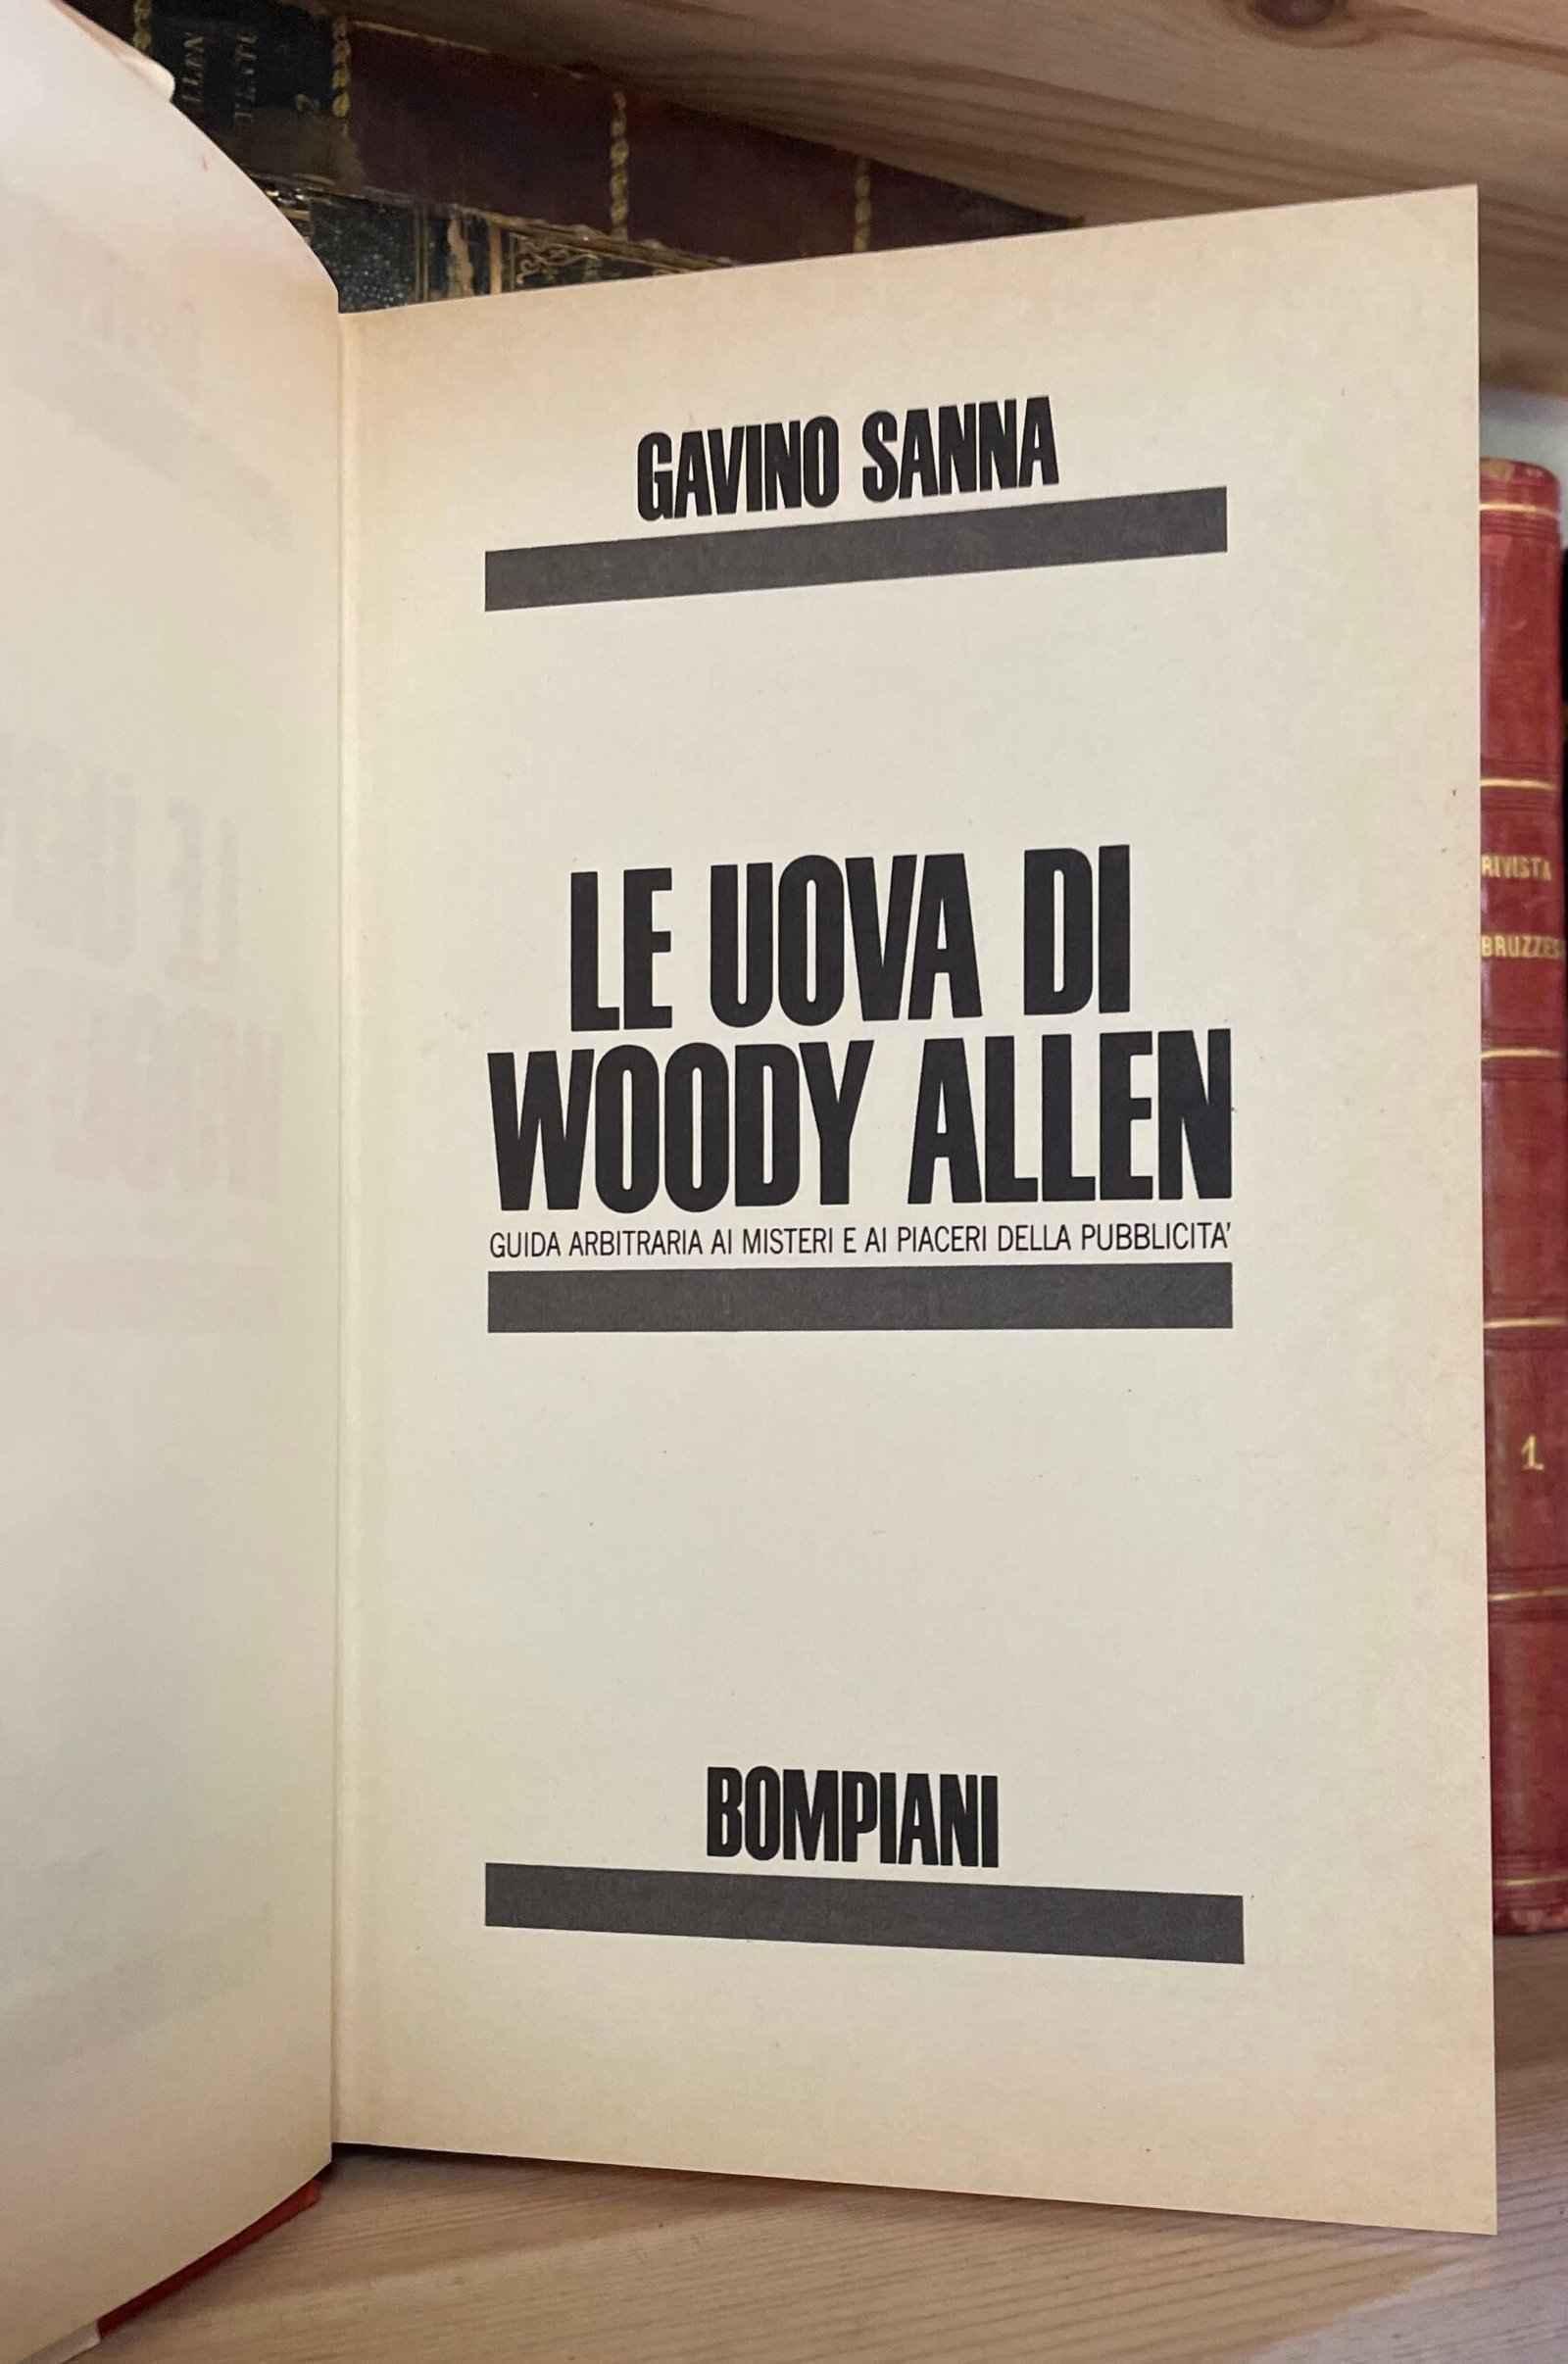 GAVINO SANNA
LE UOVA DI
WOODY ALLEN
GUIDA ARBITRARIA AI MISTERI E AI PIACERI DELLA PUBBLICITA'
BOMPIANI
RIVISTA
BRUZZES
1.
2